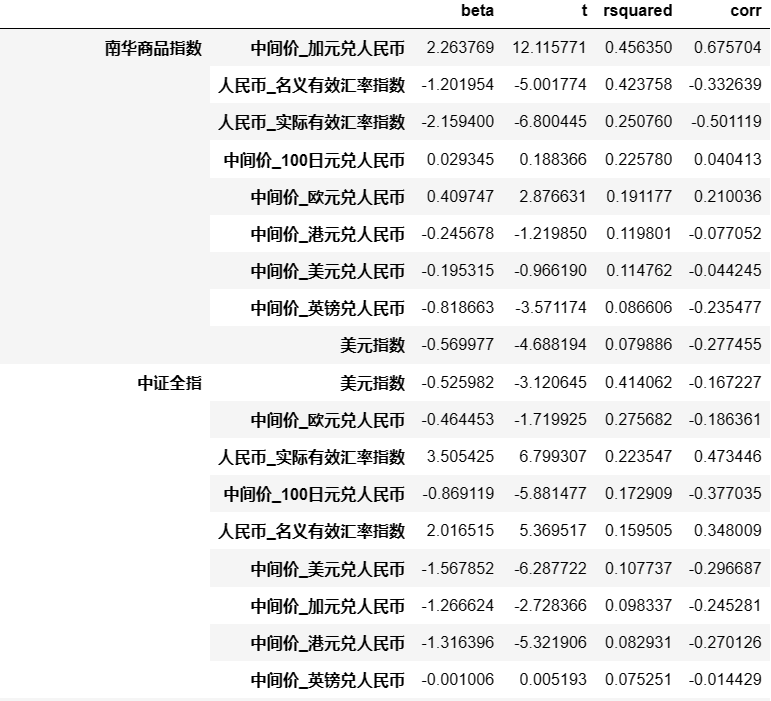 beta t rsquared corr
南华商品指数 中间价_加元兑人民币 2.263769 12.115771 0.456350 0.675704
人民币_名义有效汇率指数 -1.201954 -5.001774 0.423758 -0.332639
人民币_实际有效汇率指数 -2.159400 -6.800445 0.250760 -0.501119
中间价_100日元兑人民币 0.029345 0.188366 0.225780 0.040413
中间价_欧元兑人民币 0.409747 2.876631 0.191177 0.210036
中间价_港元兑人民币 -0.245678 -1.219850 0.119801 -0.077052
中间价_美元兑人民币 -0.195315 -0.966190 0.114762 -0.044245
中间价_英镑兑人民币 -0.818663 -3.571174 0.086606 -0.235477
美元指数 -0.569977 -4.688194 0.079886 -0.277455
中证全指 美元指数 -0.525982 -3.120645 0.414062 -0.167227
中间价_欧元兑人民币 -0.464453 -1.719925 0.275682 -0.186361
人民币_实际有效汇率指数 3.505425 6.799307 0.223547 0.473446
中间价_100日元兑人民币 -0.869119 -5.881477 0.172909 -0.377035
人民币_名义有效汇率指数 2.016515 5.369517 0.159505 0.348009
中间价_美元兑人民币 -1.567852 -6.287722 0.107737 -0.296687
中间价_加元兑人民币 -1.266624 -2.728366 0.098337 -0.245281
中间价_港元兑人民币 -1.316396 -5.321906 0.082931 -0.270126
中间价_英镑兑人民币 -0.001006 0.005193 0.075251 -0.014429